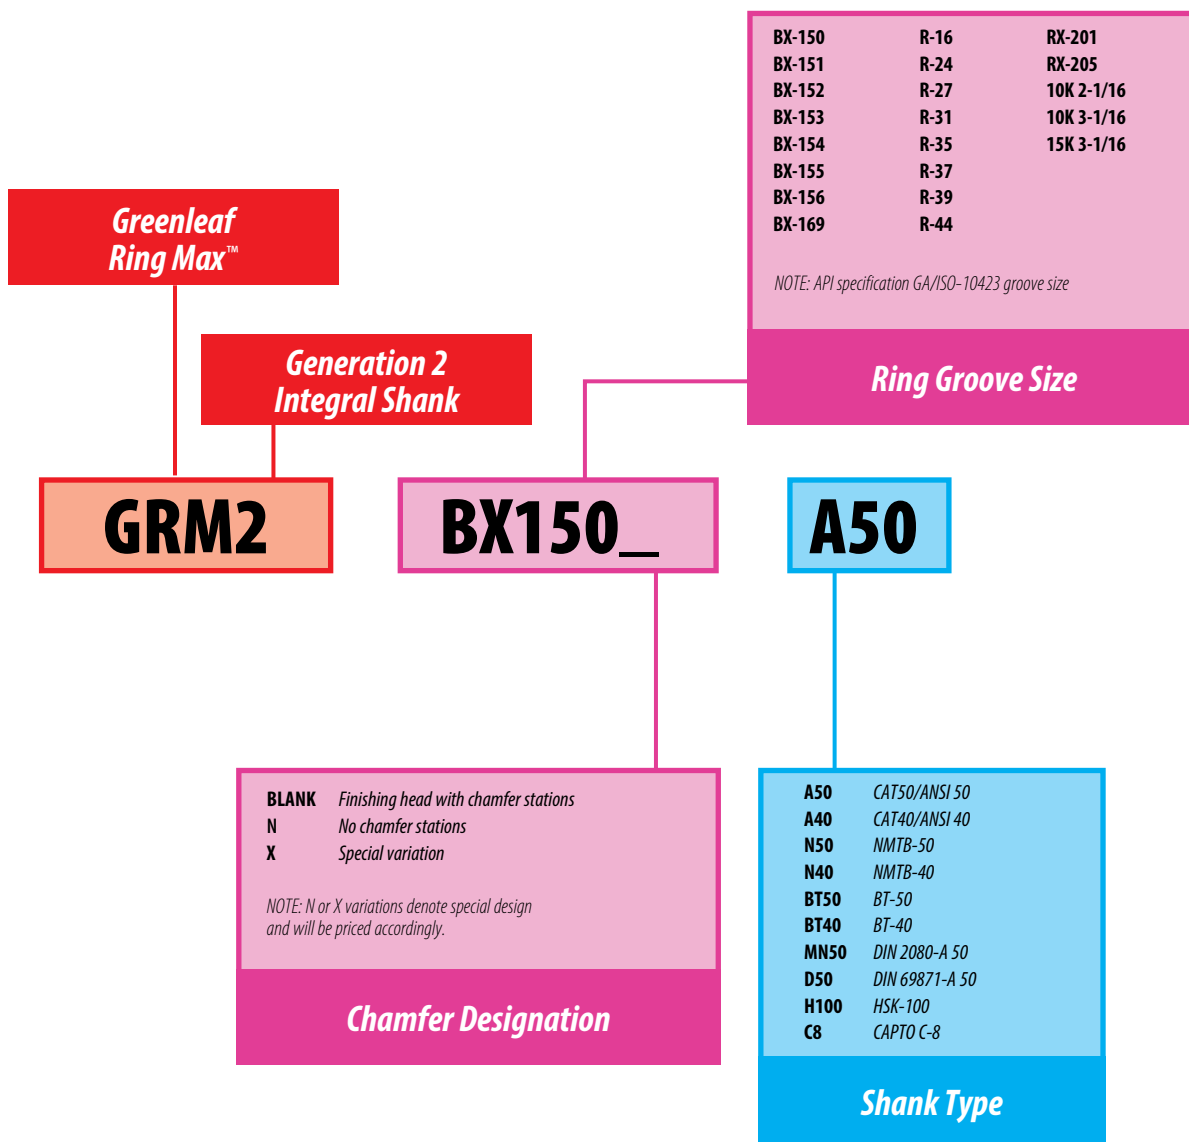 BX-150 R-16 RX-201
BX-151 R-24 RX-205
BX-152 R-27 10K 2-1/16
BX-153 R-31 10K 3-1/16
BX-154 R-35 15K 3-1/16
BX-155 R-37
BX-156 R-39
BX-169 R-44
NOTE: API specification GA/ISO-10423 groove size
Ring Groove Size
Greenleaf
Ring Max™
Generation 2
Integral Shank
GRM2 BX150_ A50
BLANK Finishing head with chamfer stations
N No chamfer stations
X Special variation
NOTE: N or X variations denote special design
and will be priced accordingly.
Chamfer Designation
A50 CAT50/ANSI 50
A40 CAT40/ANSI 40
N50 NMTB-50
N40 NMTB-40
BT50 BT-50
BT40 BT-40
MN50 DIN 2080-A 50
D50 DIN 69871-A 50
H100 HSK-100
C8 CAPTO C-8
Shank Type